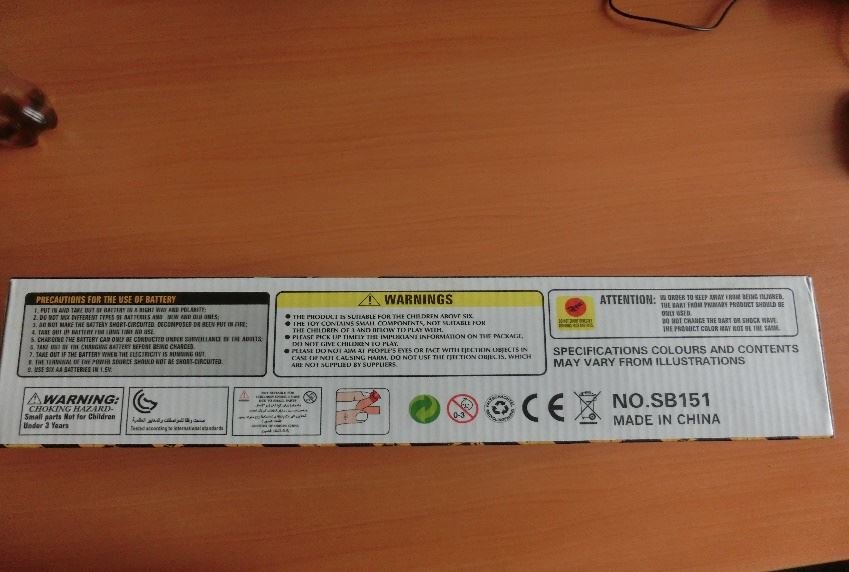 PRECAUTIONS FOR THE USE OF BATTERY
1. PUT IN AND TAKE OUT OF BATTERY IN A RIGHT WAY AND POLARITY;
2. DO NOT MIX DIFFERENT TYPES OF BATTERIES AND NEW AND OLD ONES;
3. DO NOT MAKE THE BATTERY SHORT-CIRCUITED, DECOMPOSED OR BEEN PUT IN FIRE;
4. TAKE OUT OF BATTERY FOR LONG TIME NO USE.
5. CHARGING THE BATTERY CAN ONLY BE CONDUCTED UNDER SURVEILLANCE OF THE ADULTS;
6. TAKE OUT OF THE CHARGING BATTERY BEFORE BEING CHARGED.
7. TAKE OUT IF THE BATTERY WHEN THE ELECTRICITY IS RUNNING OUT.
8. THE TERMINAL OF THE POWER SOURCE SHOULD NOT BE SHORT-CIRCUITED.
9. USE SIX AA BATTERIES IN 1.5V.
WARNINGS
● THE PRODUCT IS SUITABLE FOR THE CHILDREN ABOVE SIX.
● THE TOY CONTAINS SMALL COMPONENTS, NOT SUITABLE FOR
THE CHILDREN OF 3 AND BELOW TO PLAY WITH.
● PLEASE PICK UP TIMELY THE IMPORTANT INFORMATION ON THE PACKAGE,
DO NOT GIVE CHILDREN TO PLAY.
● PLEASE DO NOT AIM AT PEOPLE'S EYES OR FACT WITH EJECTION OBJECTS IN
CASE OF NOT CAUSING HARM. DO NOT USE THE EJECTION OBJECTS, WHICH
ARE NOT SUPPLIED BY SUPPLIERS.
ATTENTION: IN ORDER TO KEEP AWAY FROM BEING INJURED,
THE DART FROM PRIMARY PRODUCT SHOULD BE
ONLY USED.
DO NOT CHANGE THE DART OR SHOCK WAVE.
THE PRODUCT COLOR MAY NOT BE THE SAME.
SPECIFICATIONS COLOURS AND CONTENTS
MAY VARY FROM ILLUSTRATIONS
WARNING:
CHOKING HAZARD-
Small parts Not for Children
Under 3 Years
صنعت وفقا للمواصفات والمعايير العالمية
Tested according to international standards
0-3
CE
NO.SB151
MADE IN CHINA